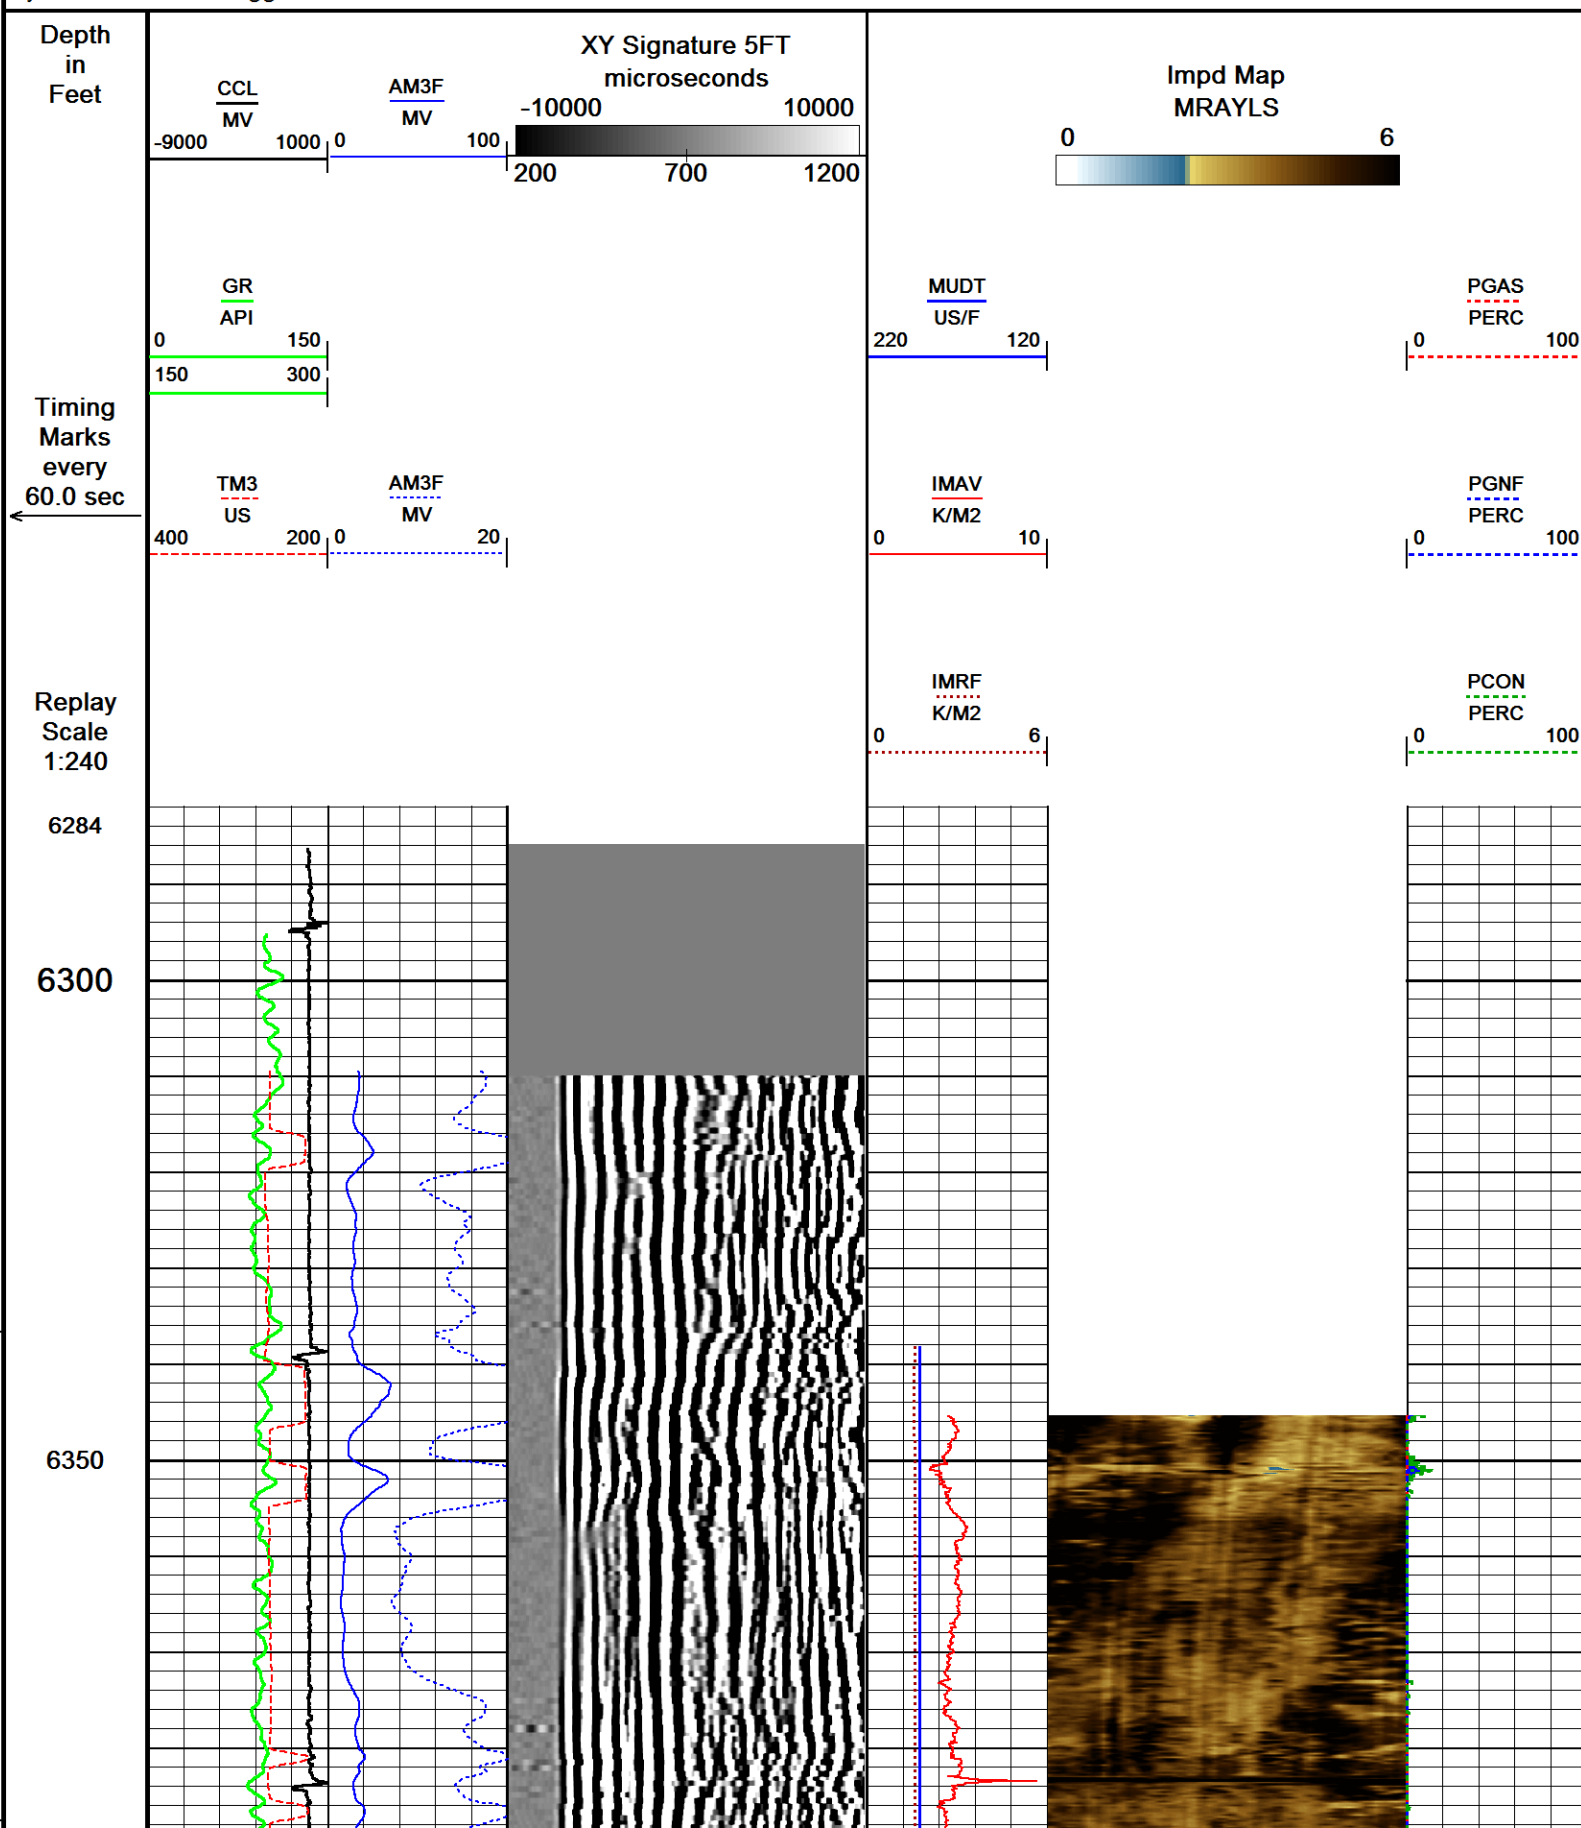 Depth
in
Feet
CCL
MV
-9000 1000
AM3F
MV
0 100
XY Signature 5FT
microseconds
-10000 10000
200 700 1200
Impd Map
MRAYLS
0 6
GR
API
0 150
150 300
MUDT
US/F
220 120
PGAS
PERC
0 100
Timing
Marks
every
60.0 sec
TM3
US
400 200
AM3F
MV
0 20
IMAV
K/M2
0 10
PGNF
PERC
0 100
Replay
Scale
1:240
IMRF
K/M2
0 6
PCON
PERC
0 100
6284
6300
6350